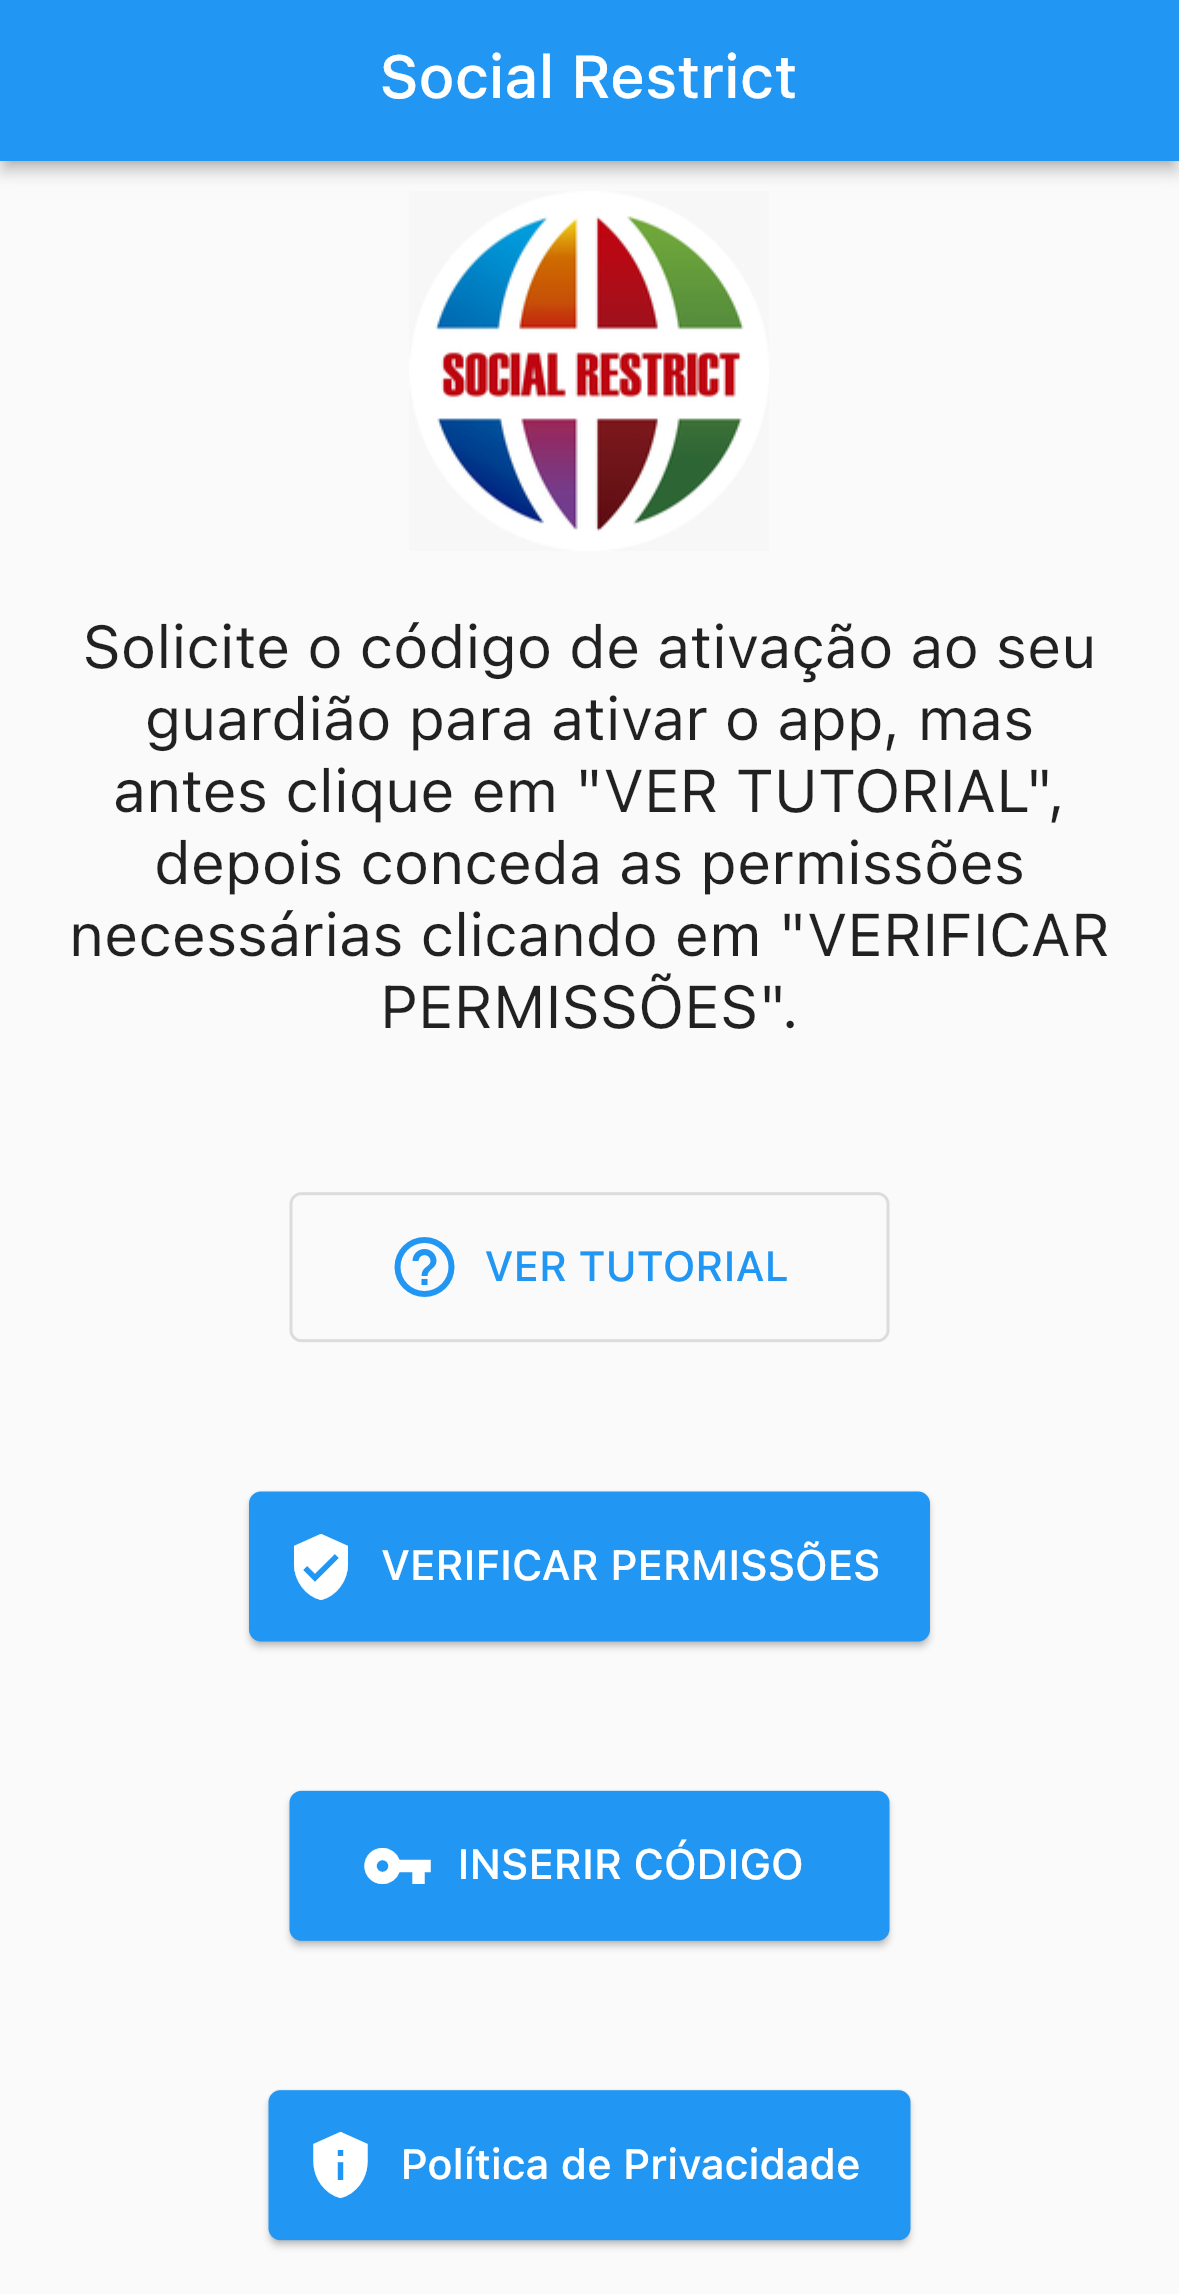 Social Restrict
SOCIAL RESTRICT
Solicite o código de ativação ao seu
guardião para ativar o app, mas
antes clique em "VER TUTORIAL",
depois conceda as permissões
necessárias clicando em "VERIFICAR
PERMISSÕES".
VER TUTORIAL
VERIFICAR PERMISSÕES
INSERIR CÓDIGO
Política de Privacidade